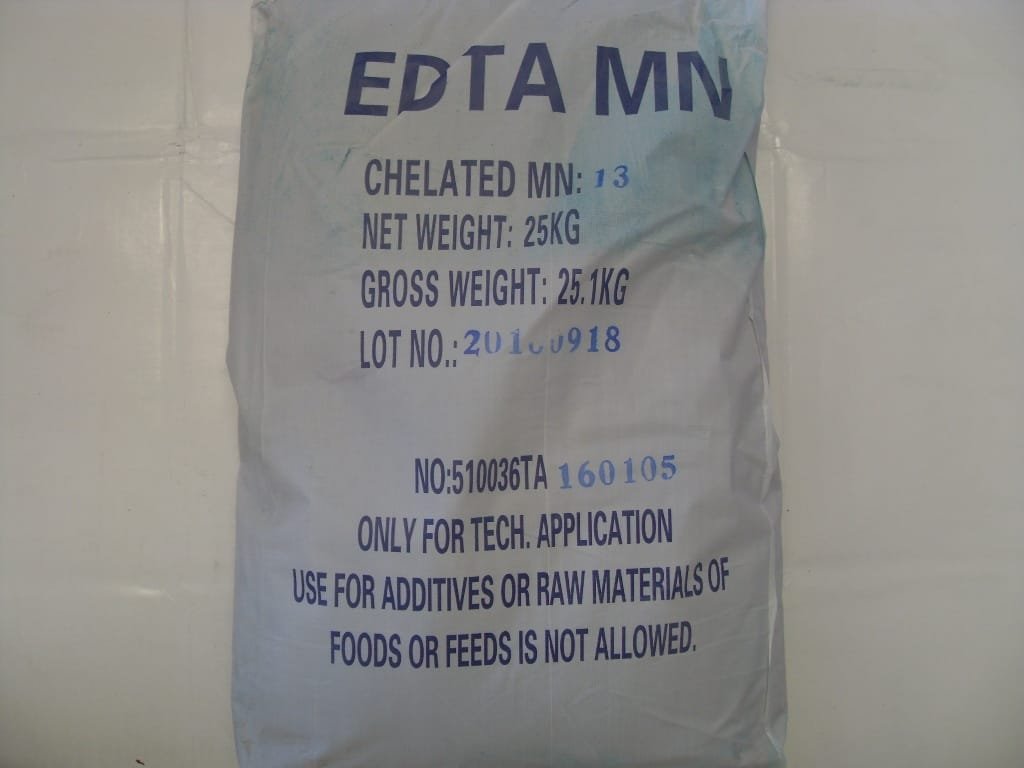 EDTA MN
CHELATED MN: 13
NET WEIGHT: 25KG
GROSS WEIGHT: 25.1KG
LOT NO.:
NO:510036TA 160105
ONLY FOR TECH. APPLICATION
USE FOR ADDITIVES OR RAW MATERIALS OF
FOODS OR FEEDS IS NOT ALLOWED.